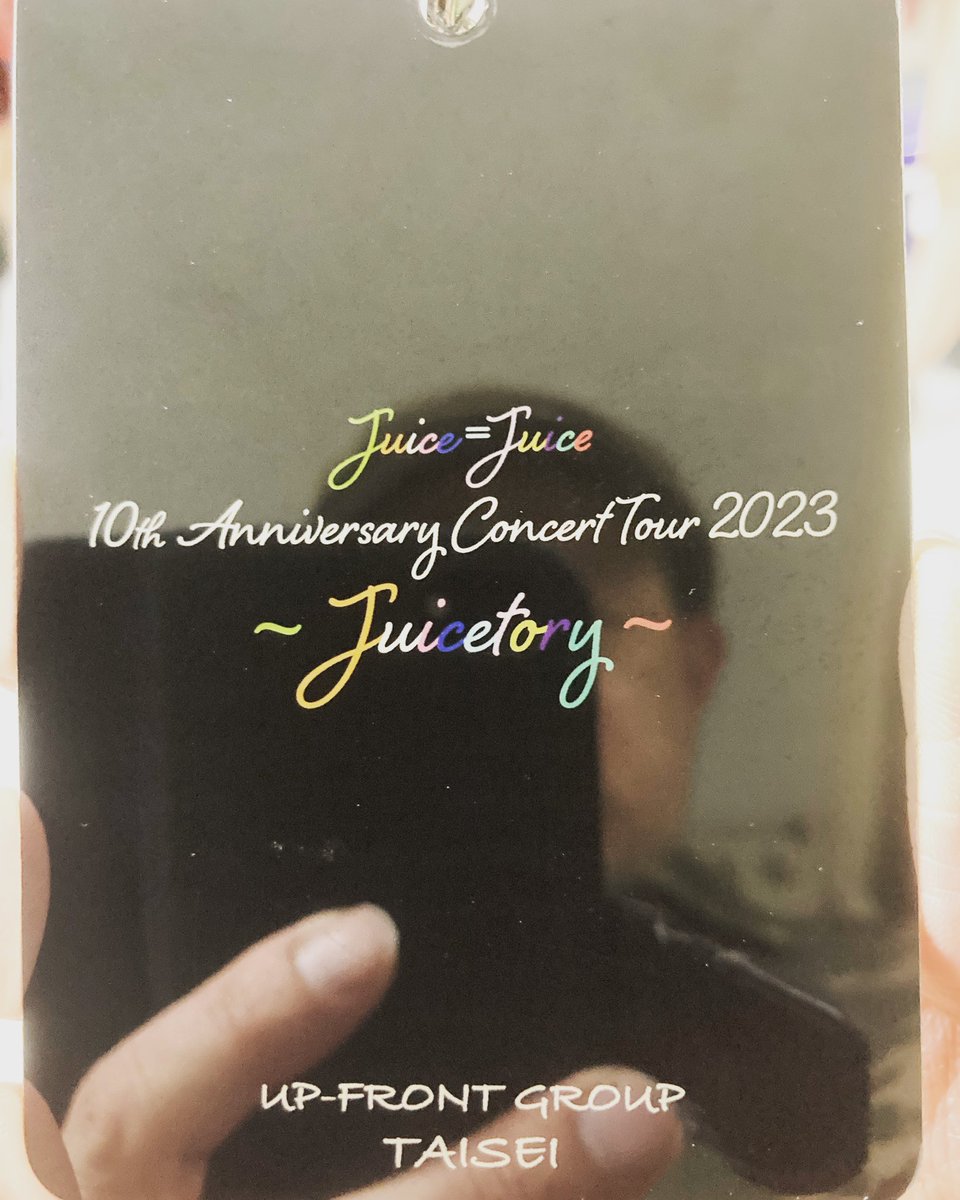 Juice=Juice
10th Anniversary Concert Tour 2023
~ Juicetory ~
UP-FRONT GROUP
TAISEI